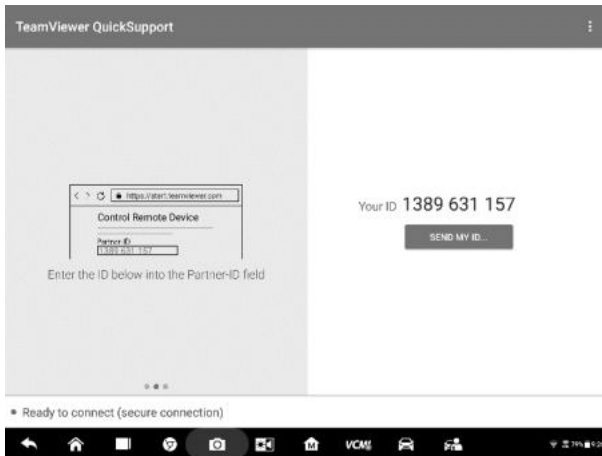 TeamViewer QuickSupport
https://start.teamviewer.com
Control Remote Device
Partner-ID
1389 631 157
Enter the ID below into the Partner-ID field
Your ID 1389 631 157
SEND MY ID...
Ready to connect (secure connection)
M VCMI 79%